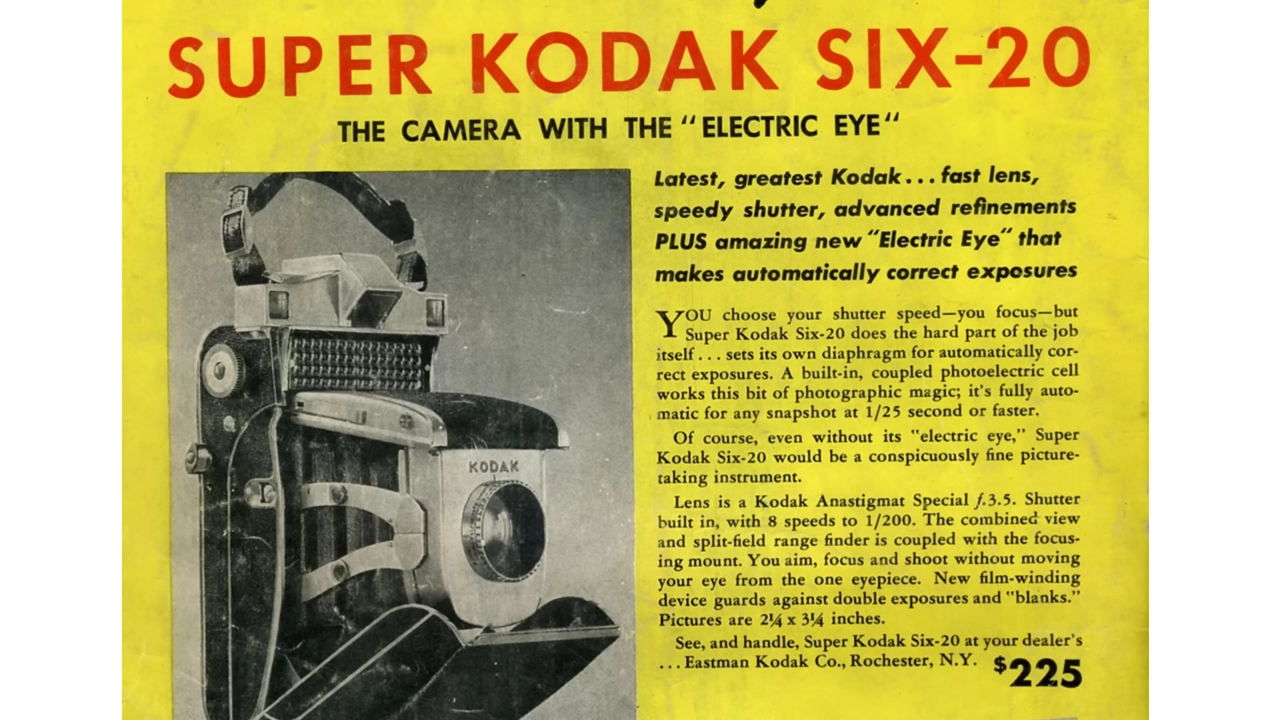 SUPER KODAK SIX-20
THE CAMERA WITH THE "ELECTRIC EYE"
Latest, greatest Kodak... fast lens,
speedy shutter, advanced refinements
PLUS amazing new "Electric Eye" that
makes automatically correct exposures
YOU choose your shutter speed—you focus—but
Super Kodak Six-20 does the hard part of the job
itself... sets its own diaphragm for automatically cor-
rect exposures. A built-in, coupled photoelectric cell
works this bit of photographic magic; it's fully auto-
matic for any snapshot at 1/25 second or faster.
Of course, even without its "electric eye," Super
Kodak Six-20 would be a conspicuously fine picture-
taking instrument.
Lens is a Kodak Anastigmat Special f.3.5. Shutter
built in, with 8 speeds to 1/200. The combined view
and split-field range finder is coupled with the focus-
ing mount. You aim, focus and shoot without moving
your eye from the one eyepiece. New film-winding
device guards against double exposures and "blanks."
Pictures are 2¼ x 3¼ inches.
See, and handle, Super Kodak Six-20 at your dealer's
... Eastman Kodak Co., Rochester, N.Y. $225
KODAK